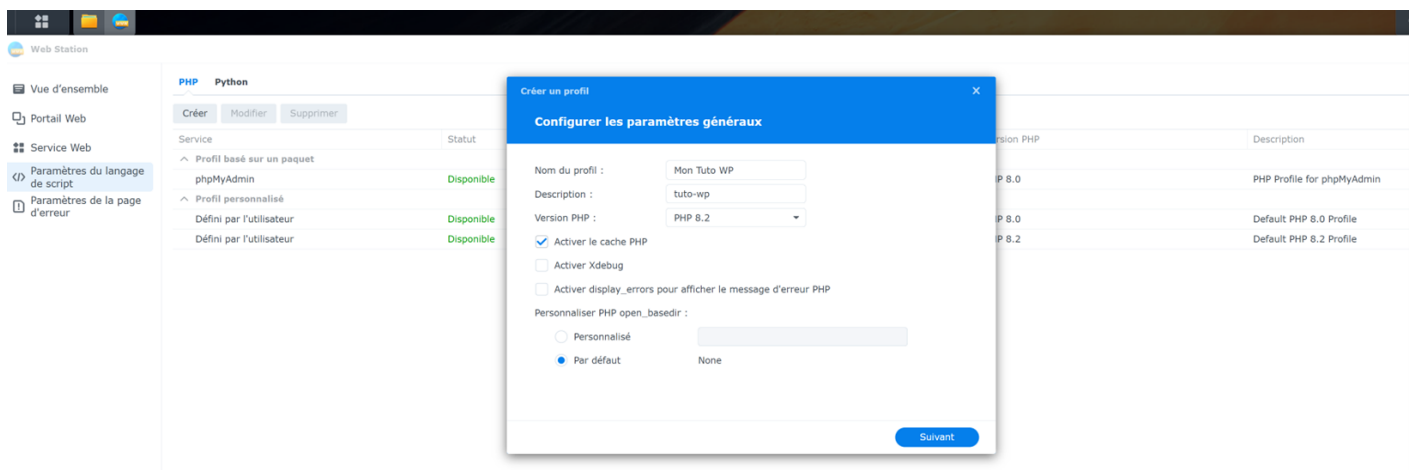 Web Station
Vue d'ensemble
Portail Web
Service Web
Paramètres du langage
de script
Paramètres de la page
d'erreur
PHP Python
Créer Modifier Supprimer
Service Statut rsion PHP Description
Profil basé sur un paquet
phpMyAdmin Disponible IP 8.0 PHP Profile for phpMyAdmin
Profil personnalisé
Défini par l'utilisateur Disponible IP 8.0 Default PHP 8.0 Profile
Défini par l'utilisateur Disponible IP 8.2 Default PHP 8.2 Profile
Créer un profil
Configurer les paramètres généraux
Nom du profil : Mon Tuto WP
Description : tuto-wp
Version PHP : PHP 8.2
Activer le cache PHP
Activer Xdebug
Activer display_errors pour afficher le message d'erreur PHP
Personnaliser PHP open_basedir :
Personnalisé
Par défaut None
Suivant